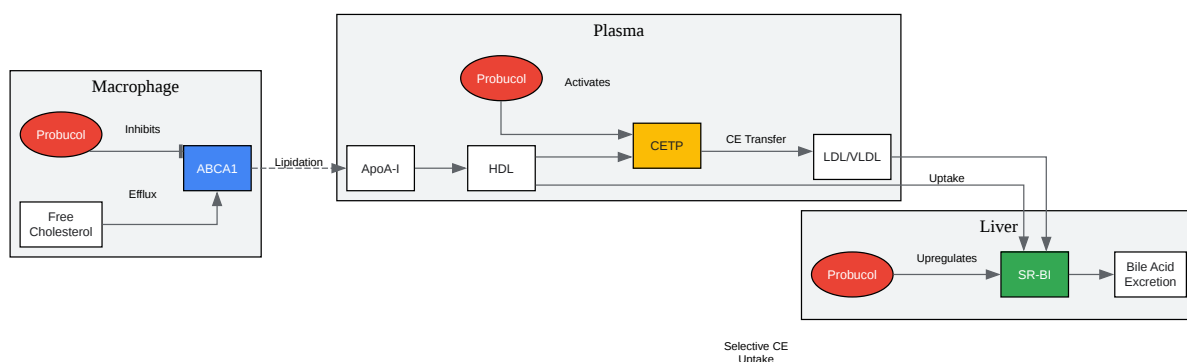 Plasma
Macrophage
Probucol
Activates
Probucol
Inhibits
ABCA1
Lipidation
ApoA-I
HDL
CETP
CE Transfer
LDL/VLDL
Efflux
Free
Cholesterol
Uptake
Liver
Probucol
Upregulates
SR-BI
Bile Acid
Excretion
Selective CE
Uptake